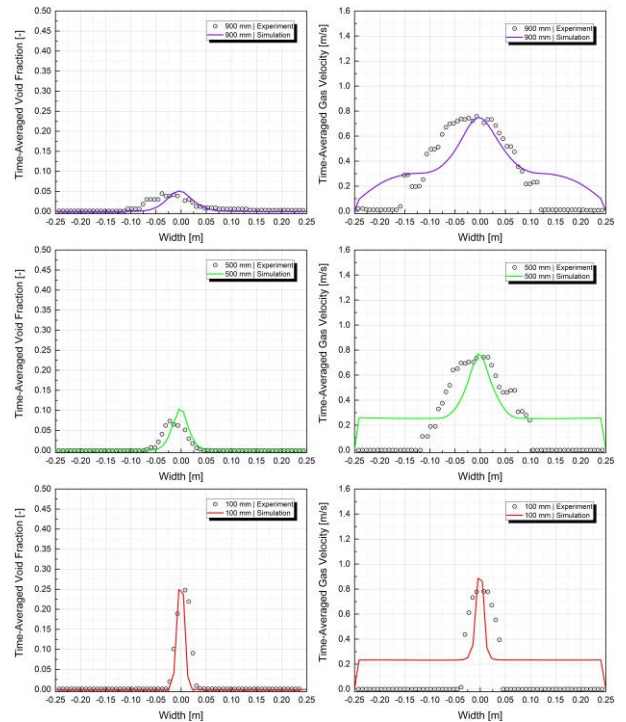 Time-Averaged Void Fraction [-]
0.50
0.45
0.40
0.35
0.30
0.25
0.20
0.15
0.10
0.05
0.00
900 mm | Experiment
900 mm | Simulation
-0.25 -0.20 -0.15 -0.10 -0.05 0.00 0.05 0.10 0.15 0.20 0.25
Width [m]
Time-Averaged Gas Velocity [m/s]
1.6
1.4
1.2
1.0
0.8
0.6
0.4
0.2
0.0
900 mm | Experiment
900 mm | Simulation
-0.25 -0.20 -0.15 -0.10 -0.05 0.00 0.05 0.10 0.15 0.20 0.25
Width [m]
Time-Averaged Void Fraction [-]
0.50
0.45
0.40
0.35
0.30
0.25
0.20
0.15
0.10
0.05
0.00
500 mm | Experiment
500 mm | Simulation
-0.25 -0.20 -0.15 -0.10 -0.05 0.00 0.05 0.10 0.15 0.20 0.25
Width [m]
Time-Averaged Gas Velocity [m/s]
1.6
1.4
1.2
1.0
0.8
0.6
0.4
0.2
0.0
500 mm | Experiment
500 mm | Simulation
-0.25 -0.20 -0.15 -0.10 -0.05 0.00 0.05 0.10 0.15 0.20 0.25
Width [m]
Time-Averaged Void Fraction [-]
0.50
0.45
0.40
0.35
0.30
0.25
0.20
0.15
0.10
0.05
0.00
100 mm | Experiment
100 mm | Simulation
-0.25 -0.20 -0.15 -0.10 -0.05 0.00 0.05 0.10 0.15 0.20 0.25
Width [m]
Time-Averaged Gas Velocity [m/s]
1.6
1.4
1.2
1.0
0.8
0.6
0.4
0.2
0.0
100 mm | Experiment
100 mm | Simulation
-0.25 -0.20 -0.15 -0.10 -0.05 0.00 0.05 0.10 0.15 0.20 0.25
Width [m]